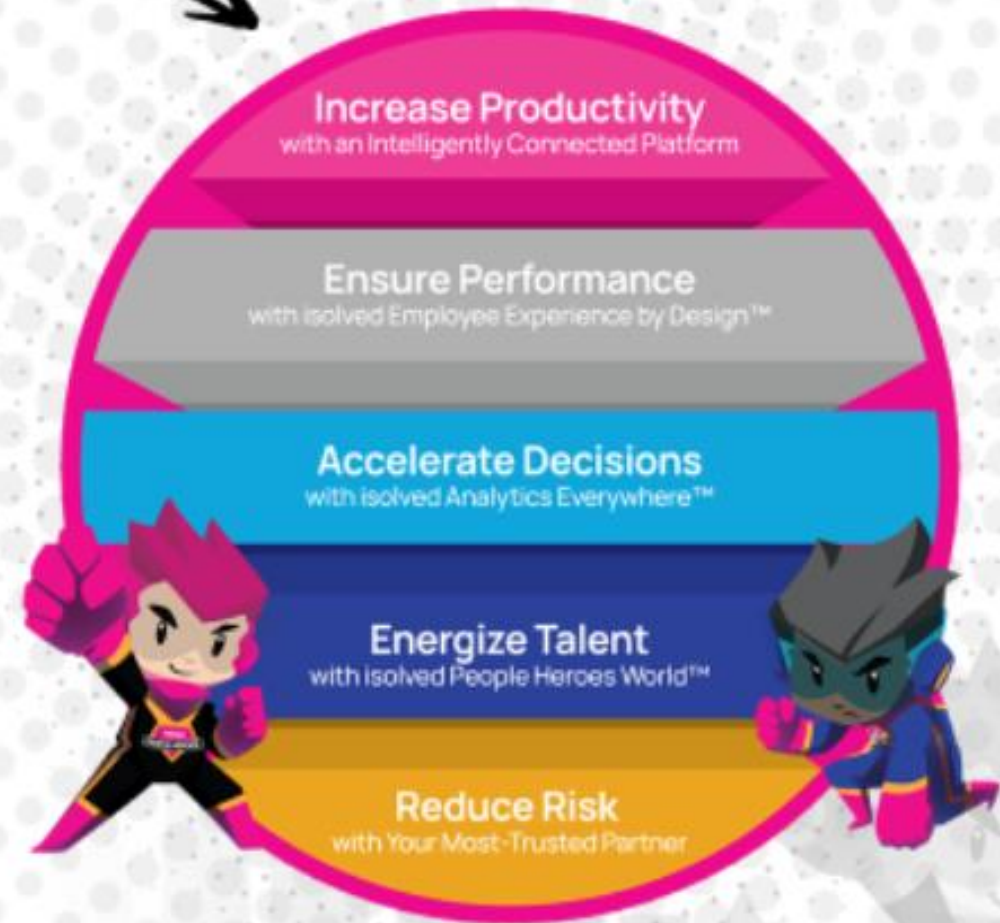 Increase Productivity
with an Intelligently Connected Platform
Ensure Performance
with isolved Employee Experience by Design™
Accelerate Decisions
with isolved Analytics Everywhere™
Energize Talent
with isolved People Heroes World™
Reduce Risk
with Your Most-Trusted Partner